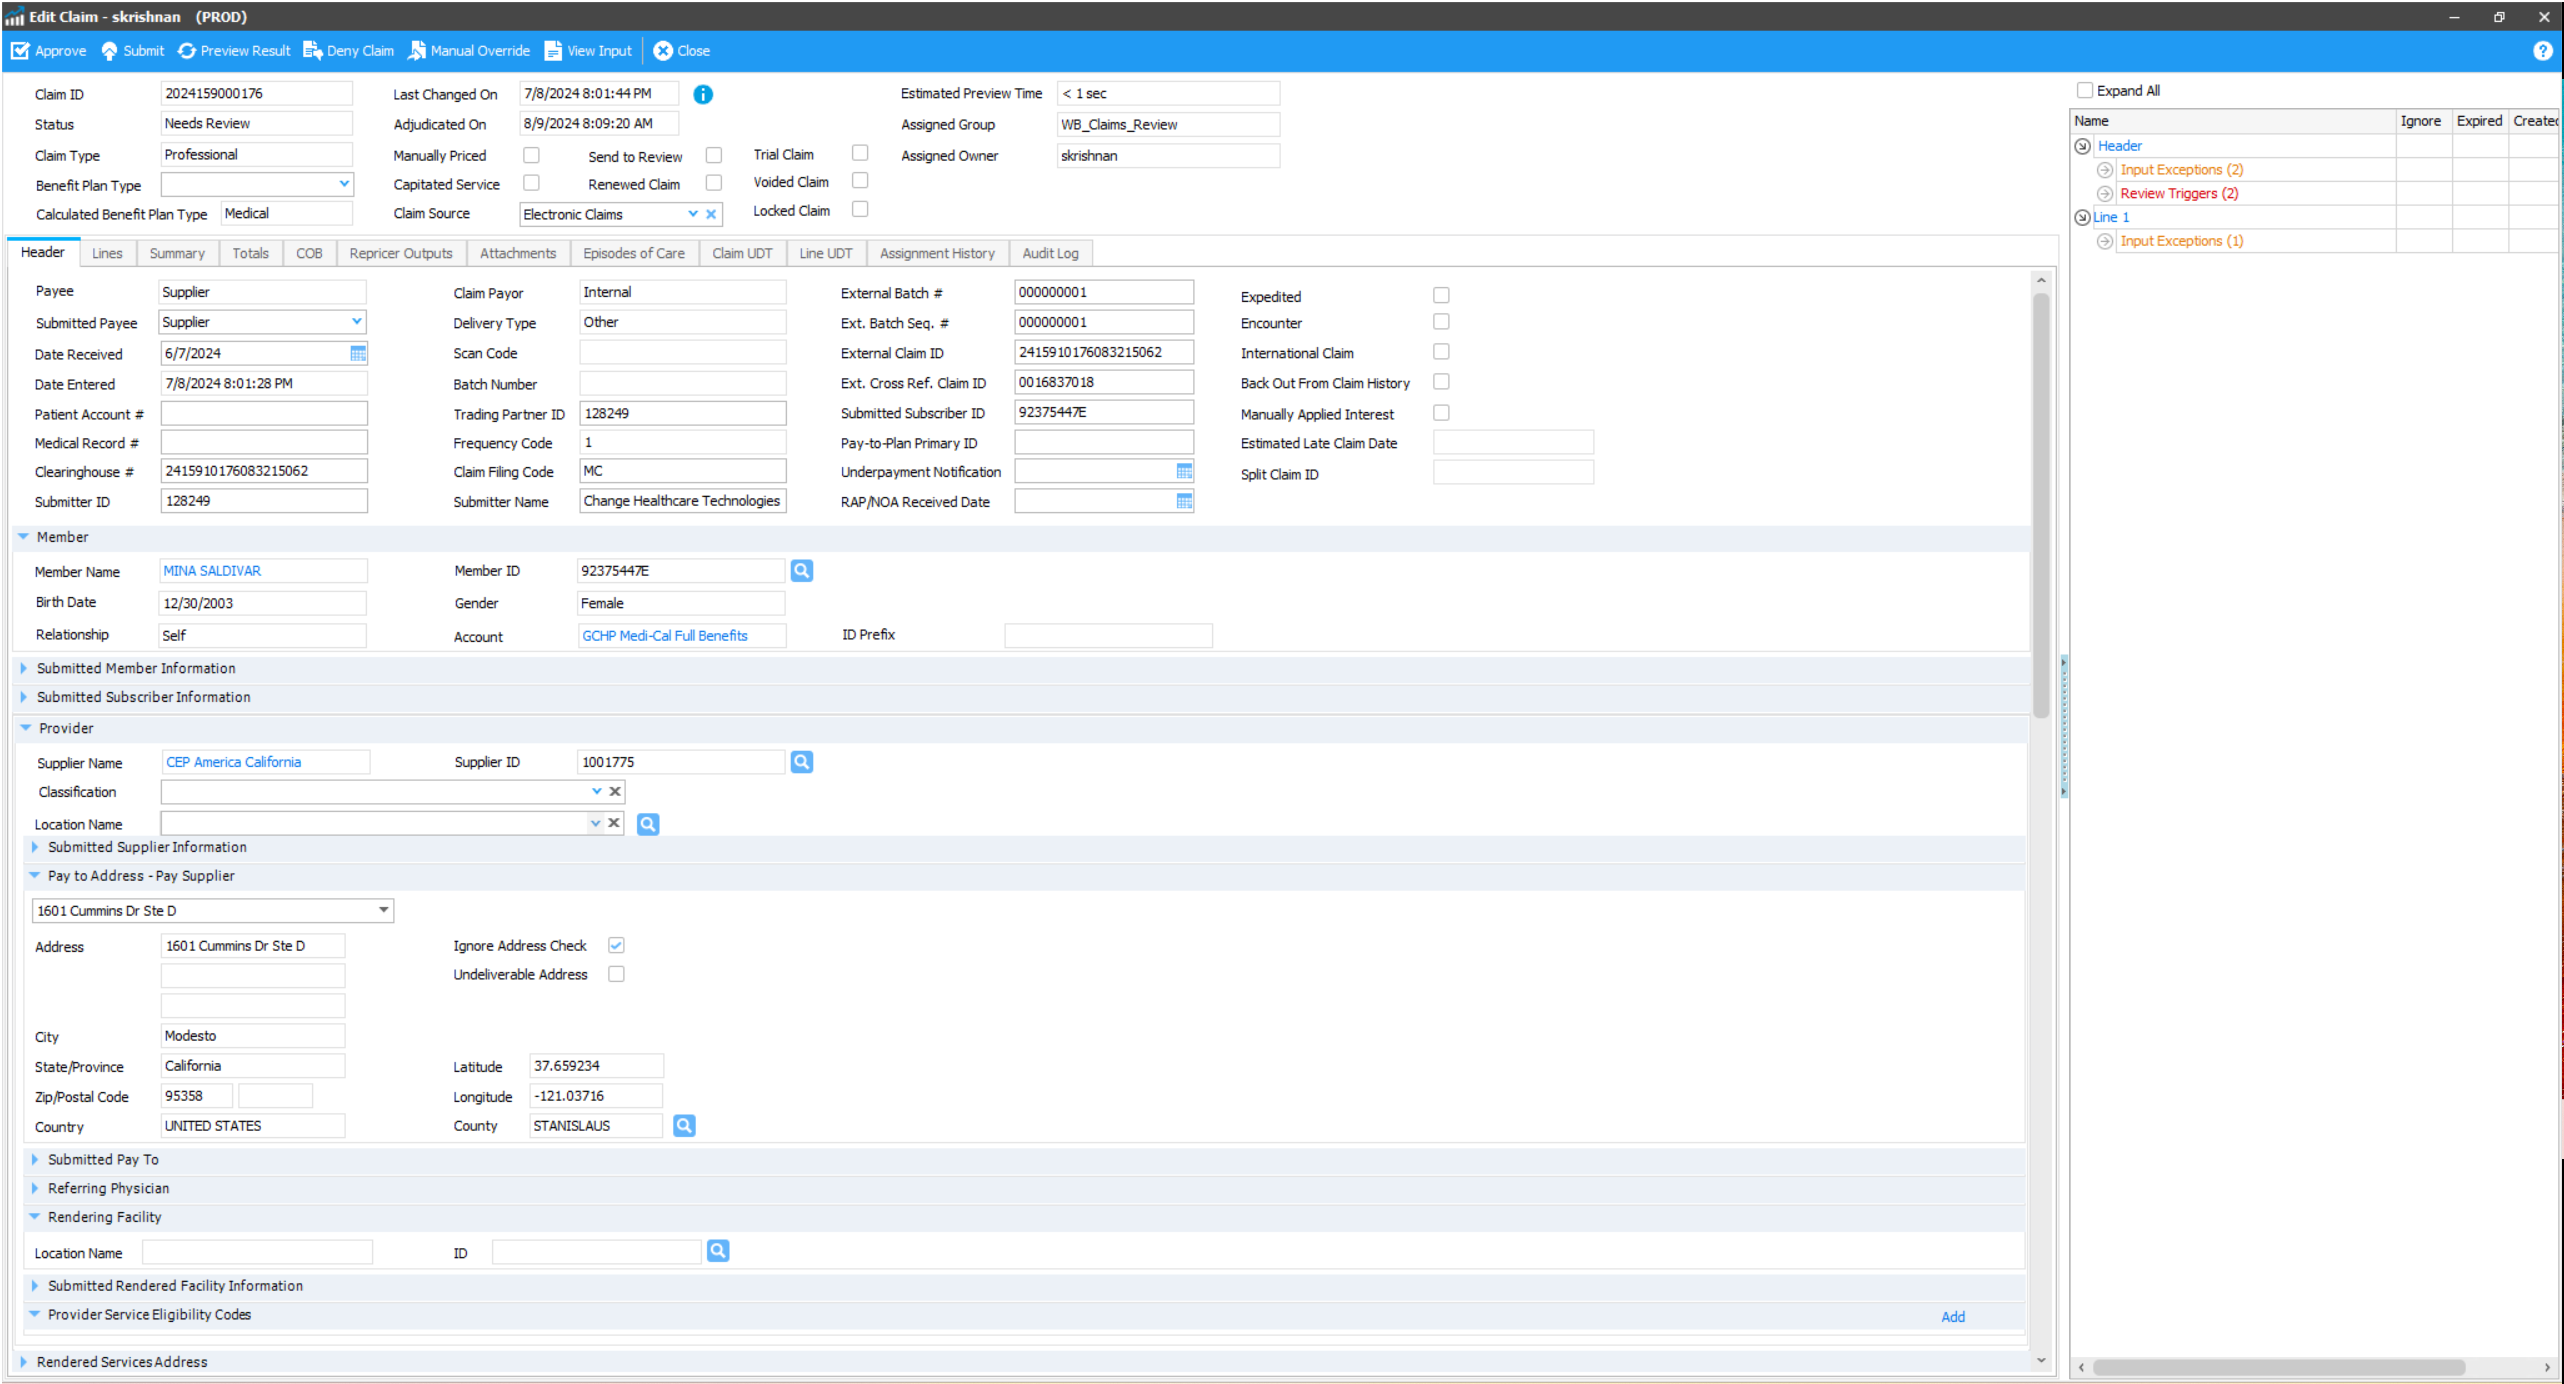 Edit Claim - skrishnan   (PROD)
Approve Submit Preview Result Deny Claim Manual Override View Input Close
Claim ID 2024159000176 Last Changed On 7/8/2024 8:01:44 PM Estimated Preview Time < 1 sec
Status Needs Review Adjudicated On 8/9/2024 8:09:20 AM Assigned Group WB_Claims_Review
Claim Type Professional Manually Priced Send to Review Trial Claim Assigned Owner skrishnan
Benefit Plan Type Capitated Service Renewed Claim Voided Claim
Calculated Benefit Plan Type Medical Claim Source Electronic Claims Locked Claim
Header Lines Summary Totals COB Repricer Outputs Attachments Episodes of Care Claim UDT Line UDT Assignment History Audit Log
Payee Supplier Claim Payor Internal External Batch # 000000001 Expedited
Submitted Payee Supplier Delivery Type Other Ext. Batch Seq. # 000000001 Encounter
Date Received 6/7/2024 Scan Code External Claim ID 2415910176083215062 International Claim
Date Entered 7/8/2024 8:01:28 PM Batch Number Ext. Cross Ref. Claim ID 0016837018 Back Out From Claim History
Patient Account # Trading Partner ID 128249 Submitted Subscriber ID 92375447E Manually Applied Interest
Medical Record # Frequency Code 1 Pay-to-Plan Primary ID Estimated Late Claim Date
Clearinghouse # 2415910176083215062 Claim Filing Code MC Underpayment Notification Split Claim ID
Submitter ID 128249 Submitter Name Change Healthcare Technologies RAP/NOA Received Date
Member
Member Name MINA SALDIVAR Member ID 92375447E
Birth Date 12/30/2003 Gender Female
Relationship Self Account GCHP Medi-Cal Full Benefits ID Prefix
Submitted Member Information
Submitted Subscriber Information
Provider
Supplier Name CEP America California Supplier ID 1001775
Classification
Location Name
Submitted Supplier Information
Pay to Address - Pay Supplier
1601 Cummins Dr Ste D
Address 1601 Cummins Dr Ste D Ignore Address Check
Undeliverable Address
City Modesto
State/Province California Latitude 37.659234
Zip/Postal Code 95358 Longitude -121.03716
Country UNITED STATES County STANISLAUS
Submitted Pay To
Referring Physician
Rendering Facility
Location Name ID
Submitted Rendered Facility Information
Provider Service Eligibility Codes Add
Rendered Services Address
Expand All
Name Ignore Expired Created
Header
Input Exceptions (2)
Review Triggers (2)
Line 1
Input Exceptions (1)